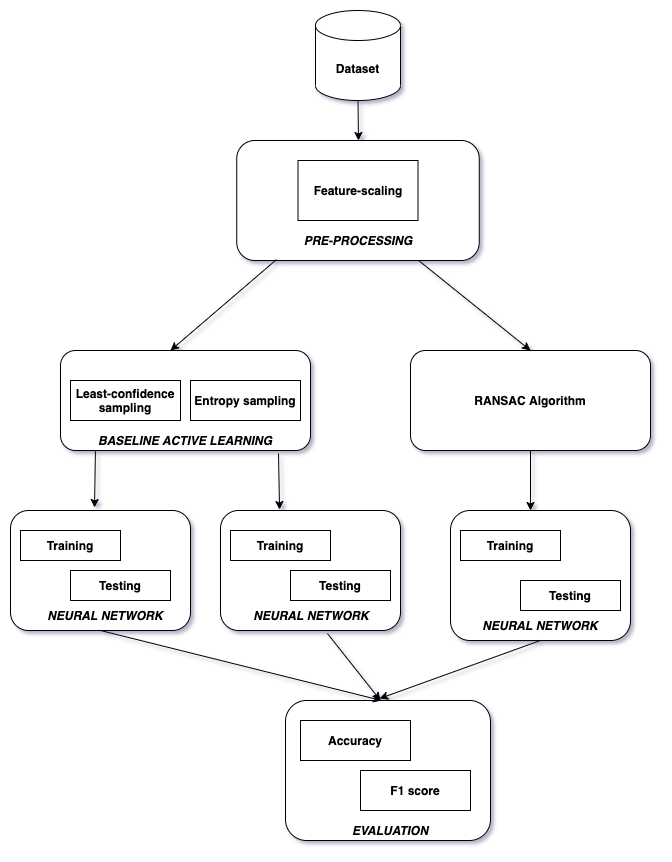 Dataset
Feature-scaling
PRE-PROCESSING
Least-confidence
sampling
Entropy sampling
BASELINE ACTIVE LEARNING
RANSAC Algorithm
Training
Testing
NEURAL NETWORK
Training
Testing
NEURAL NETWORK
Training
Testing
NEURAL NETWORK
Accuracy
F1 score
EVALUATION